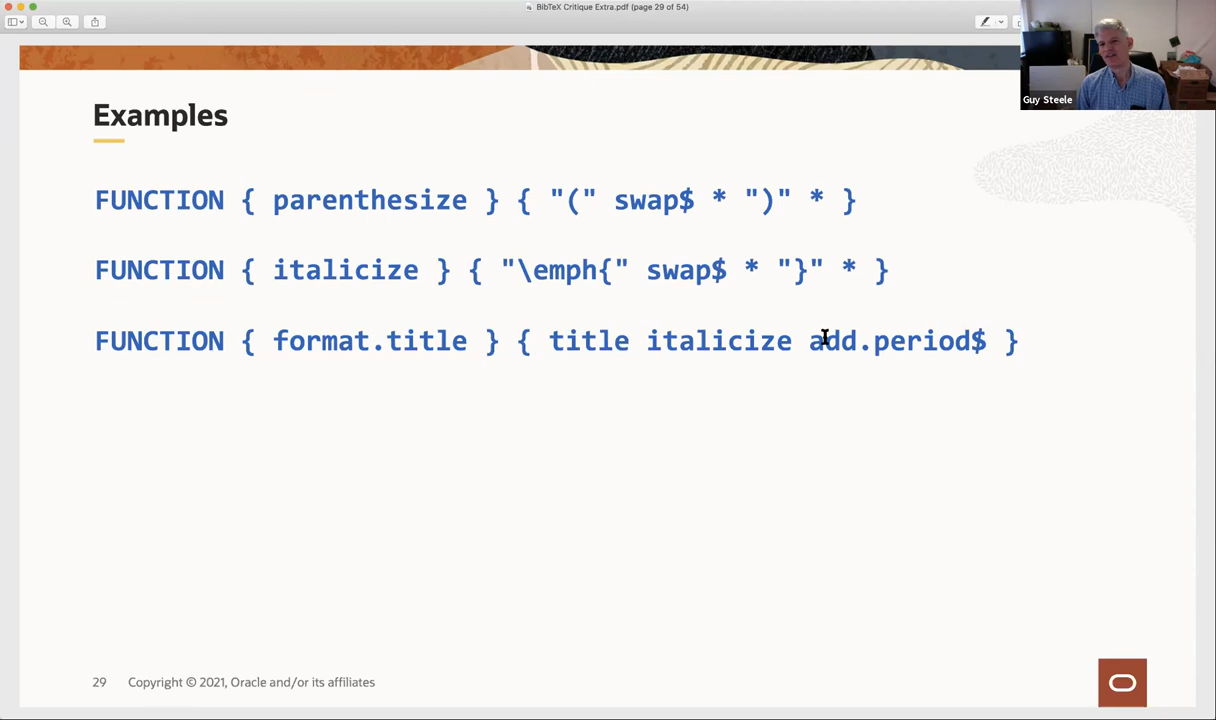 BibTeX Critique Extra.pdf (page 29 of 54)
Guy Steele
Examples
FUNCTION { parenthesize } { "(" swap$ * ")" * }
FUNCTION { italicize } { "\emph{" swap$ * "}" * }
FUNCTION { format.title } { title italicize add.period$ }
29 Copyright © 2021, Oracle and/or its affiliates